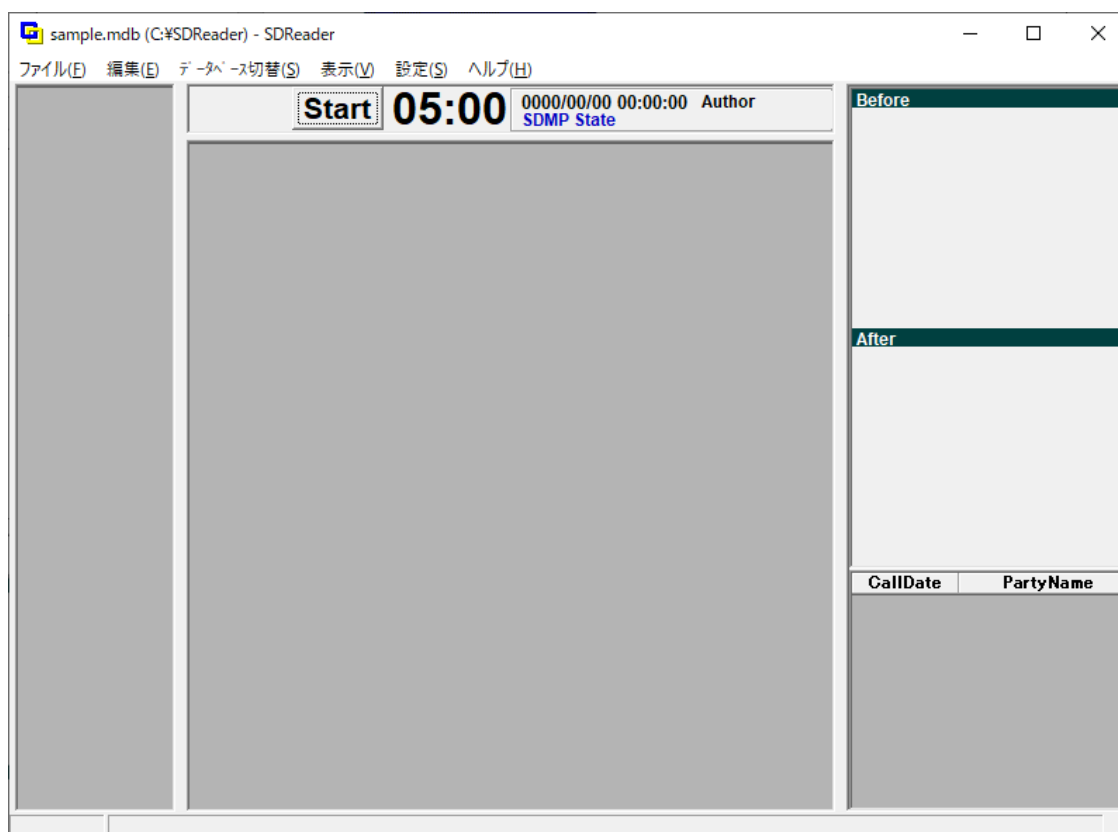 sample.mdb (C:¥SDReader) - SDReader
ファイル(F) 編集(E) ﾃﾞｰﾀﾍﾞｰｽ切替(S) 表示(V) 設定(S) ヘルプ(H)
Start 05:00 0000/00/00 00:00:00 Author
SDMP State
Before
After
CallDate PartyName